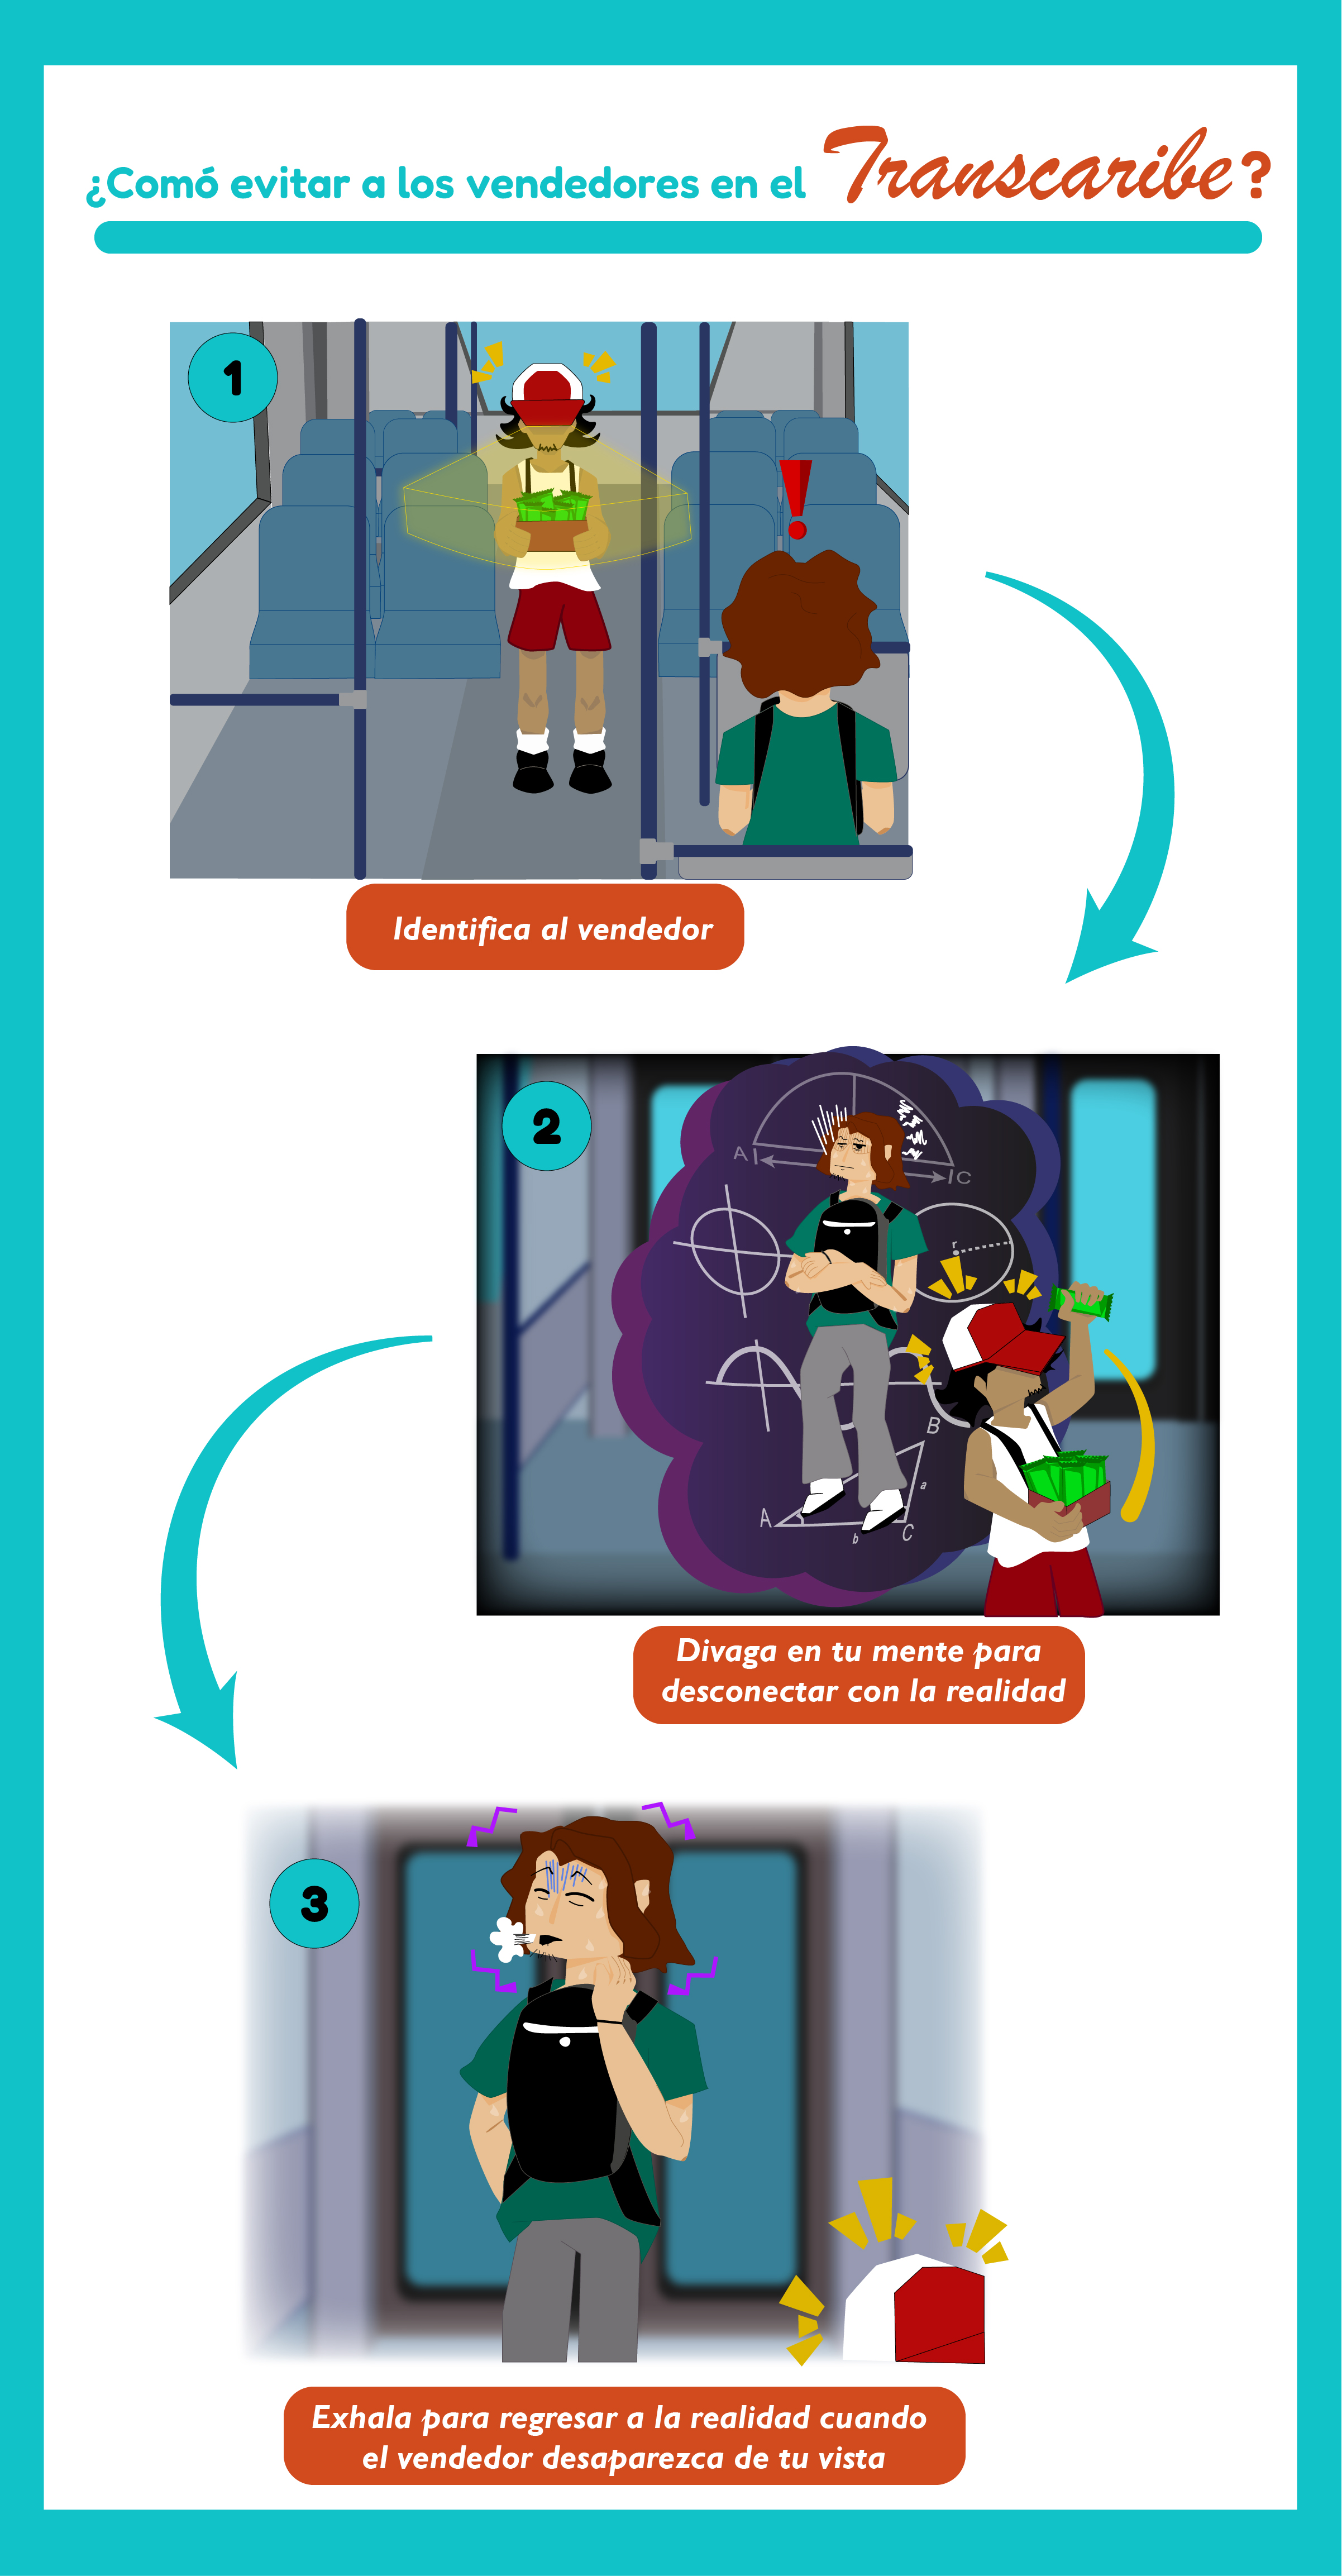 ¿Comó evitar a los vendedores en el Transcaribe?
1
Identifica al vendedor
2
A
C
r
B
a
A
b
C
Divaga en tu mente para
desconectar con la realidad
3
Exhala para regresar a la realidad cuando
el vendedor desaparezca de tu vista